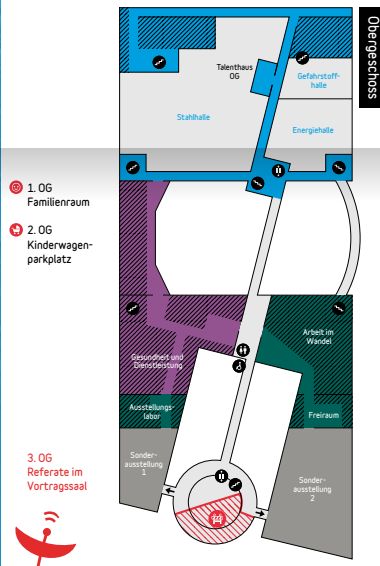 Obergeschoss
Talenthaus
OG
Gefahrstoff-
halle
Stahlhalle
Energiehalle
1. OG
Familienraum
2. OG
Kinderwagen-
parkplatz
Arbeit im
Wandel
Gesundheit und
Dienstleistung
Ausstellungs-
labor
Freiraum
Sonder-
ausstellung
1
Sonder-
ausstellung
2
3. OG
Referate im
Vortragssaal